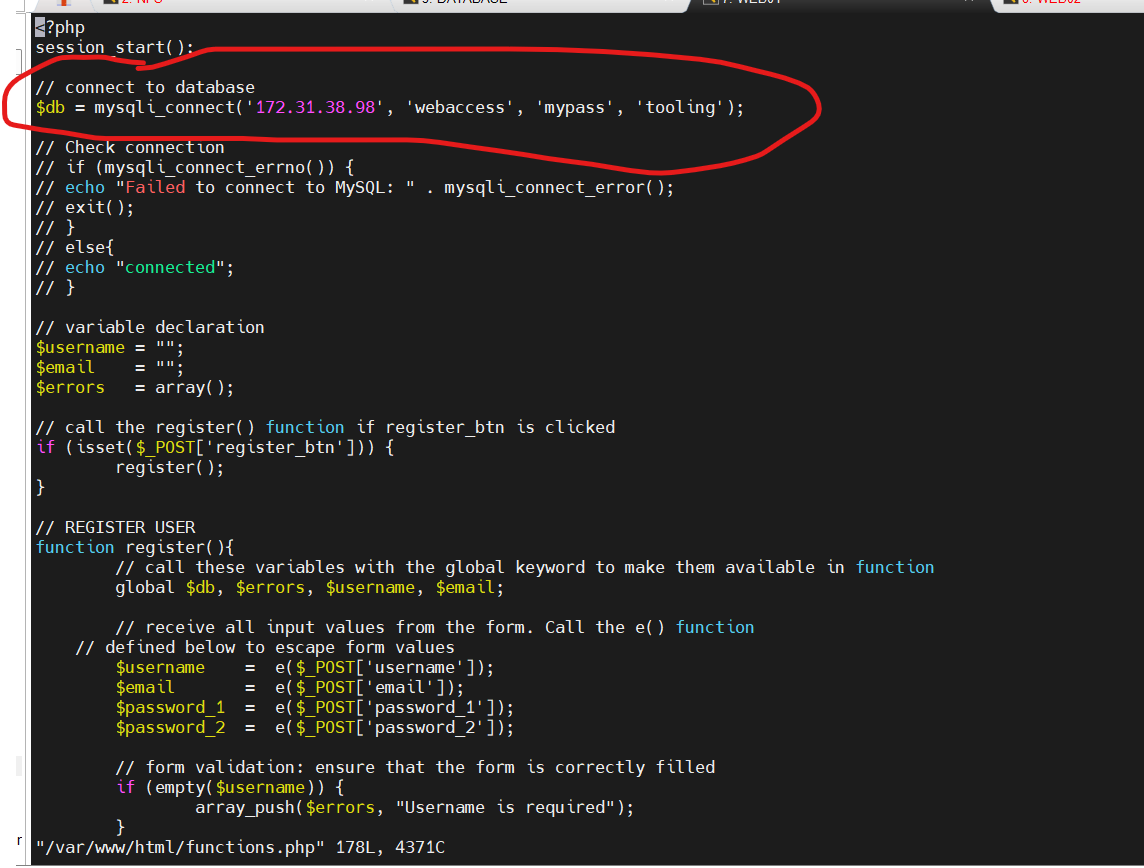 2. NFS
3. DATABASE
7. WEB01
8. WEB02
<?php
session_start();
// connect to database
$db = mysqli_connect('172.31.38.98', 'webaccess', 'mypass', 'tooling');
// Check connection
// if (mysqli_connect_errno()) {
// echo "Failed to connect to MySQL: " . mysqli_connect_error();
// exit();
// }
// else{
// echo "connected";
// }
// variable declaration
$username = "";
$email    = "";
$errors   = array();
// call the register() function if register_btn is clicked
if (isset($_POST['register_btn'])) {
        register();
}
// REGISTER USER
function register(){
        // call these variables with the global keyword to make them available in function
        global $db, $errors, $username, $email;
        // receive all input values from the form. Call the e() function
    // defined below to escape form values
        $username    =  e($_POST['username']);
        $email       =  e($_POST['email']);
        $password_1  =  e($_POST['password_1']);
        $password_2  =  e($_POST['password_2']);
        // form validation: ensure that the form is correctly filled
        if (empty($username)) {
                array_push($errors, "Username is required");
        }
r
"/var/www/html/functions.php" 178L, 4371C